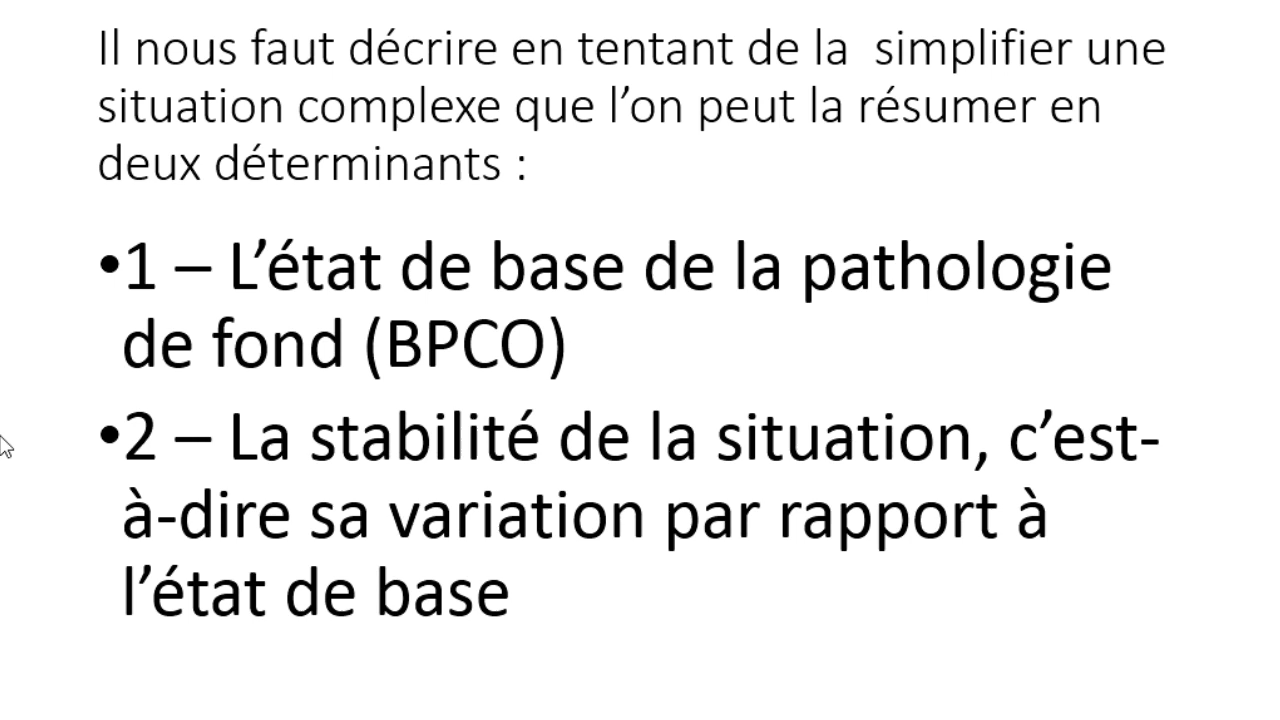 Il nous faut décrire en tentant de la  simplifier une
situation complexe que l’on peut la résumer en
deux déterminants :
•1 – L’état de base de la pathologie
de fond (BPCO)
•2 – La stabilité de la situation, c’est-
à-dire sa variation par rapport à
l’état de base